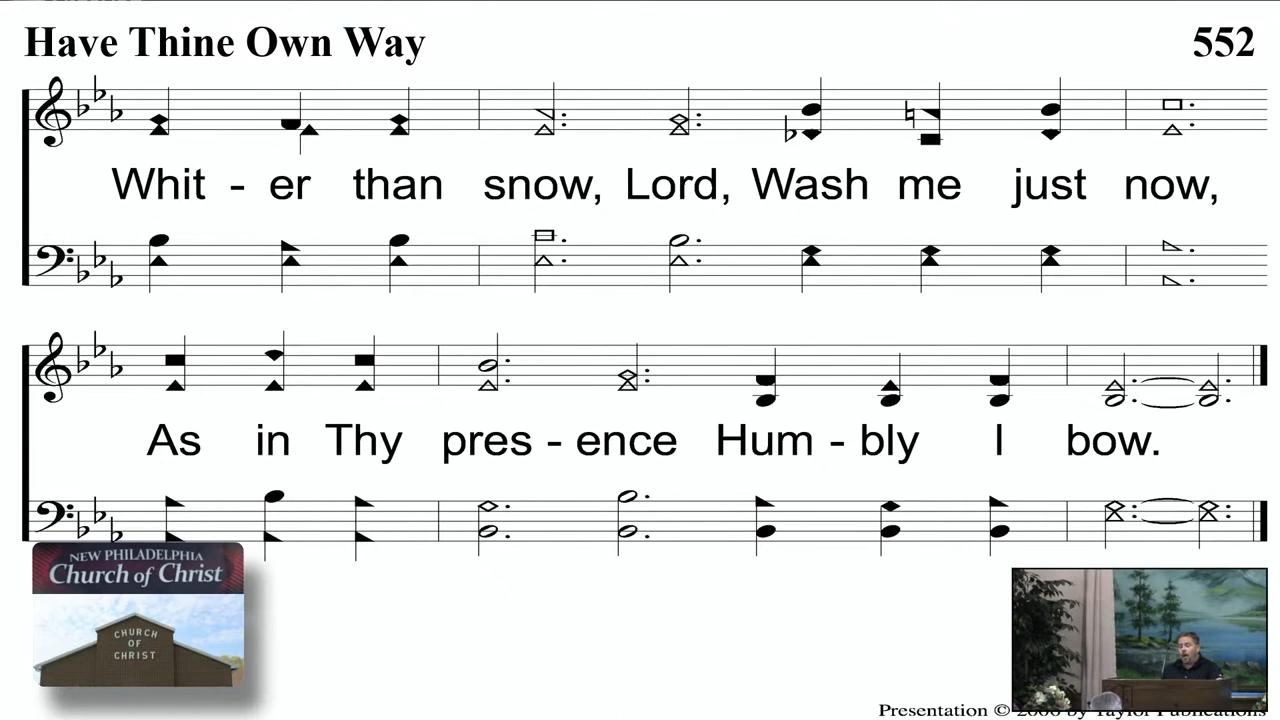 Have Thine Own Way 552
Whit - er than snow, Lord, Wash me just now,
As in Thy pres - ence Hum - bly I bow.
NEW PHILADELPHIA
Church of Christ
CHURCH
OF
CHRIST
Presentation © 2006 by Taylor Publications